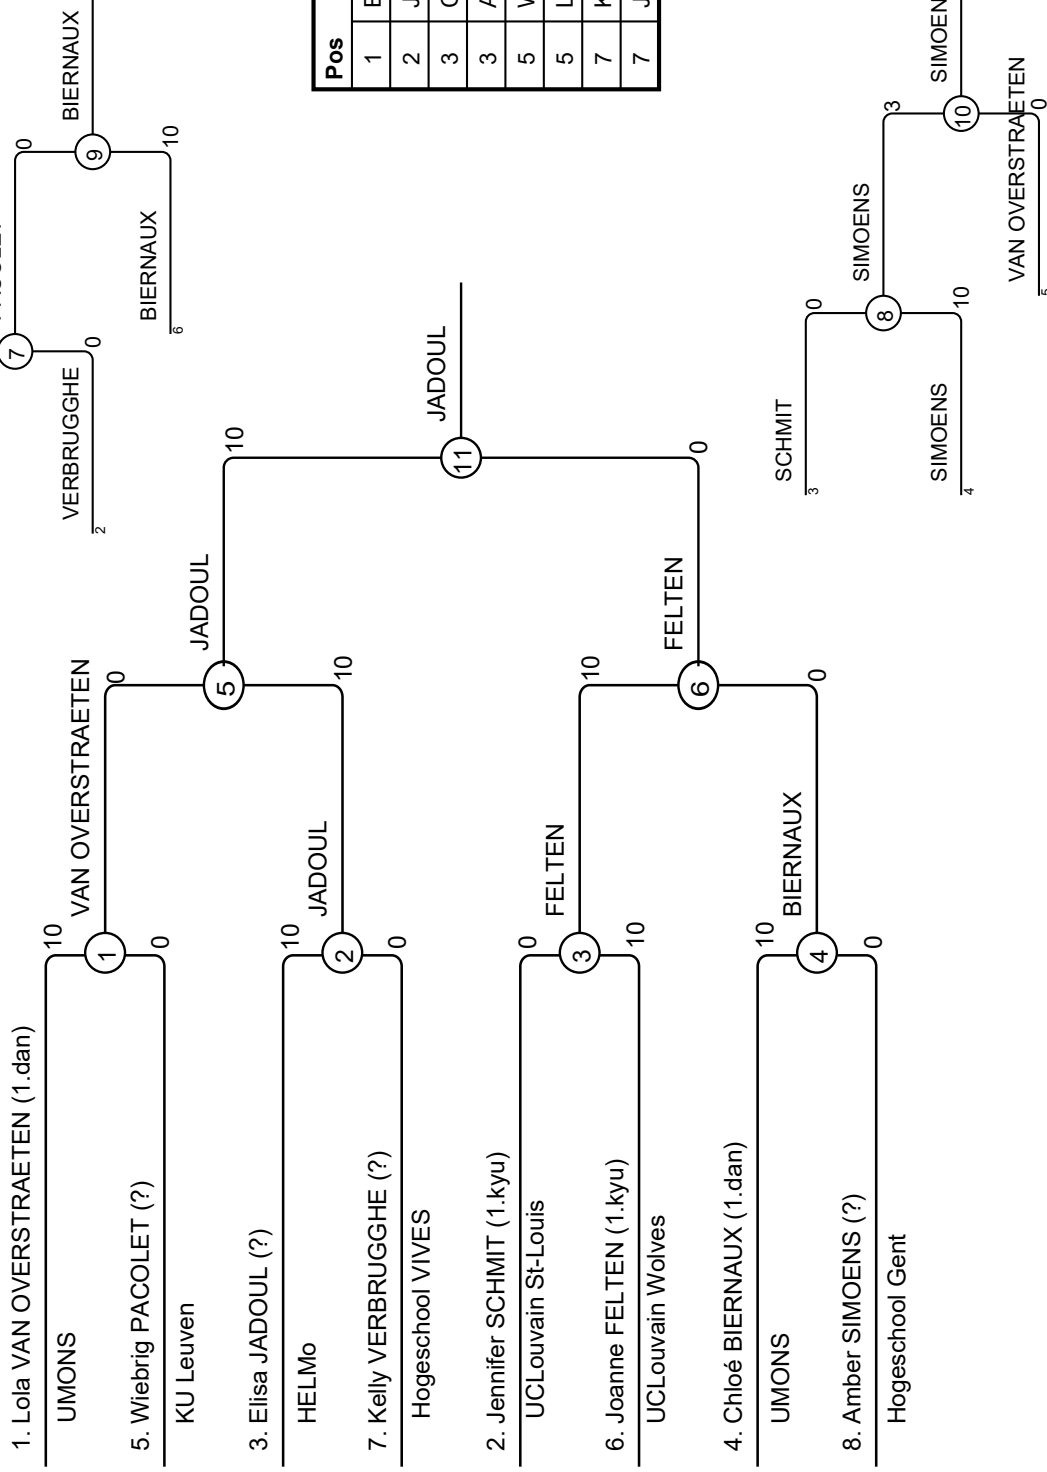 1. Lola VAN OVERSTRAETEN (1.dan)
UMONS
10
VAN OVERSTRAETEN
0
1
5. Wiebrig PACOLET (?)
KU Leuven
0
5
JADOUL
10
3. Elisa JADOUL (?)
HELMo
10
JADOUL
10
2
7. Kelly VERBRUGGHE (?)
Hogeschool VIVES
0
11
JADOUL
2. Jennifer SCHMIT (1.kyu)
UCLouvain St-Louis
0
FELTEN
10
3
6. Joanne FELTEN (1.kyu)
UCLouvain Wolves
10
6
FELTEN
0
4. Chloé BIERNAUX (1.dan)
UMONS
10
BIERNAUX
0
4
8. Amber SIMOENS (?)
Hogeschool Gent
0
7
0
VERBRUGGHE
2
0
9
BIERNAUX
BIERNAUX
6
10
SCHMIT
3
0
8
SIMOENS
3
SIMOENS
4
10
10
VAN OVERSTRAETEN
5
0
Pos
1
2
3
3
5
5
7
7